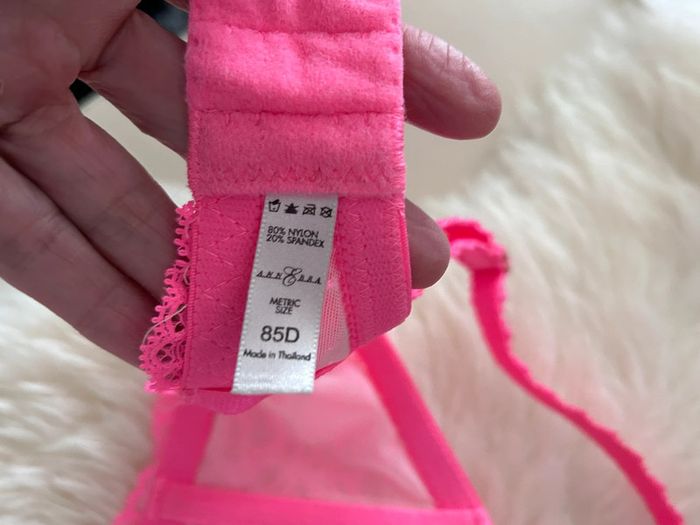 80% NYLON
20% SPANDEX
METRIC
SIZE
85D
Made in Thailand